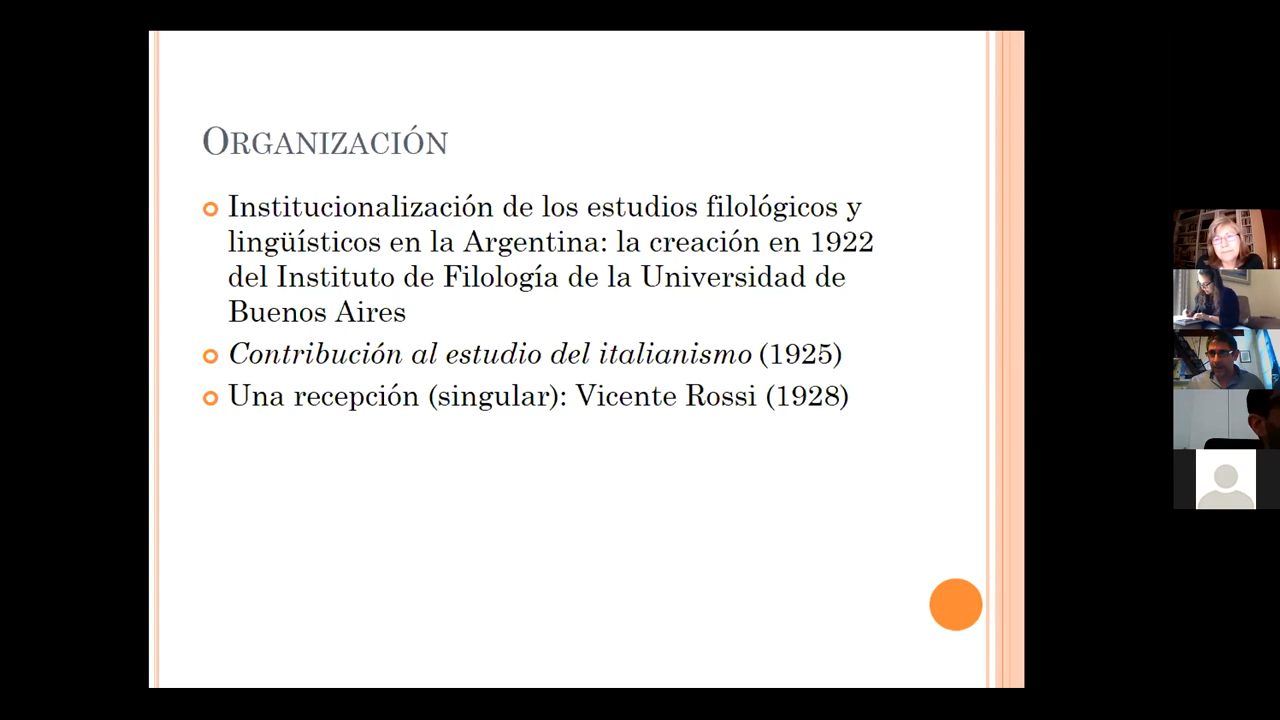 ORGANIZACIÓN
Institucionalización de los estudios filológicos y
lingüísticos en la Argentina: la creación en 1922
del Instituto de Filología de la Universidad de
Buenos Aires
Contribución al estudio del italianismo (1925)
Una recepción (singular): Vicente Rossi (1928)